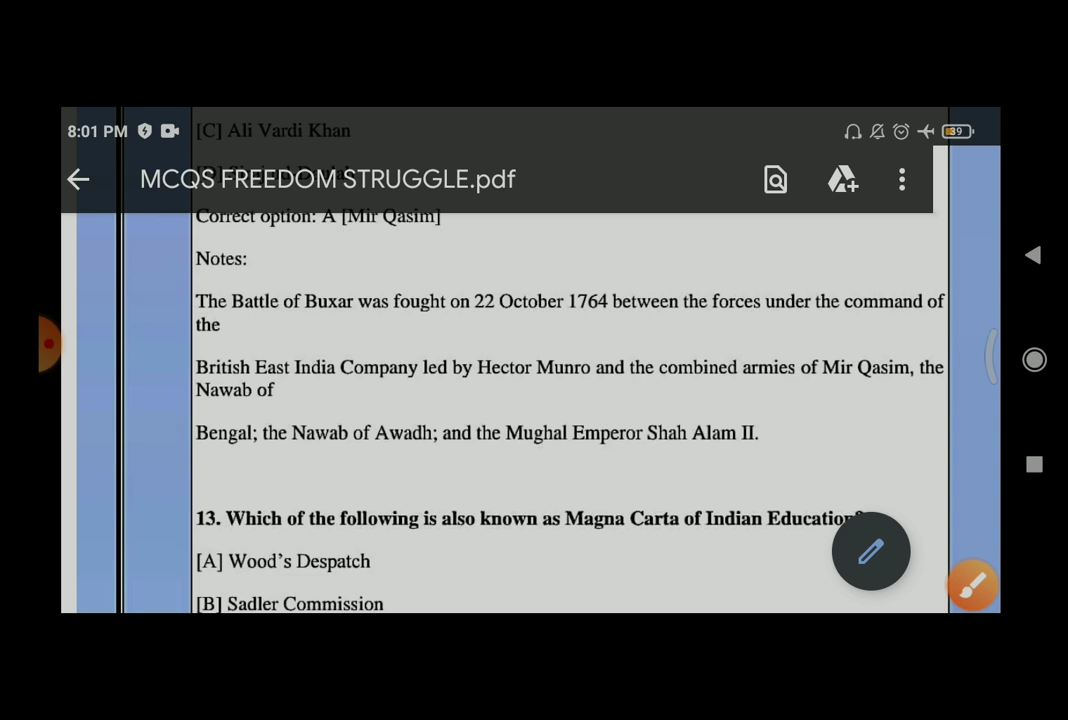 [C] Ali Vardi Khan
8:01 PM
39
MCQS FREEDOM STRUGGLE.pdf
Correct option: A [Mir Qasim]
Notes:
The Battle of Buxar was fought on 22 October 1764 between the forces under the command of
the
British East India Company led by Hector Munro and the combined armies of Mir Qasim, the
Nawab of
Bengal; the Nawab of Awadh; and the Mughal Emperor Shah Alam II.
13. Which of the following is also known as Magna Carta of Indian Education?
[A] Wood’s Despatch
[B] Sadler Commission